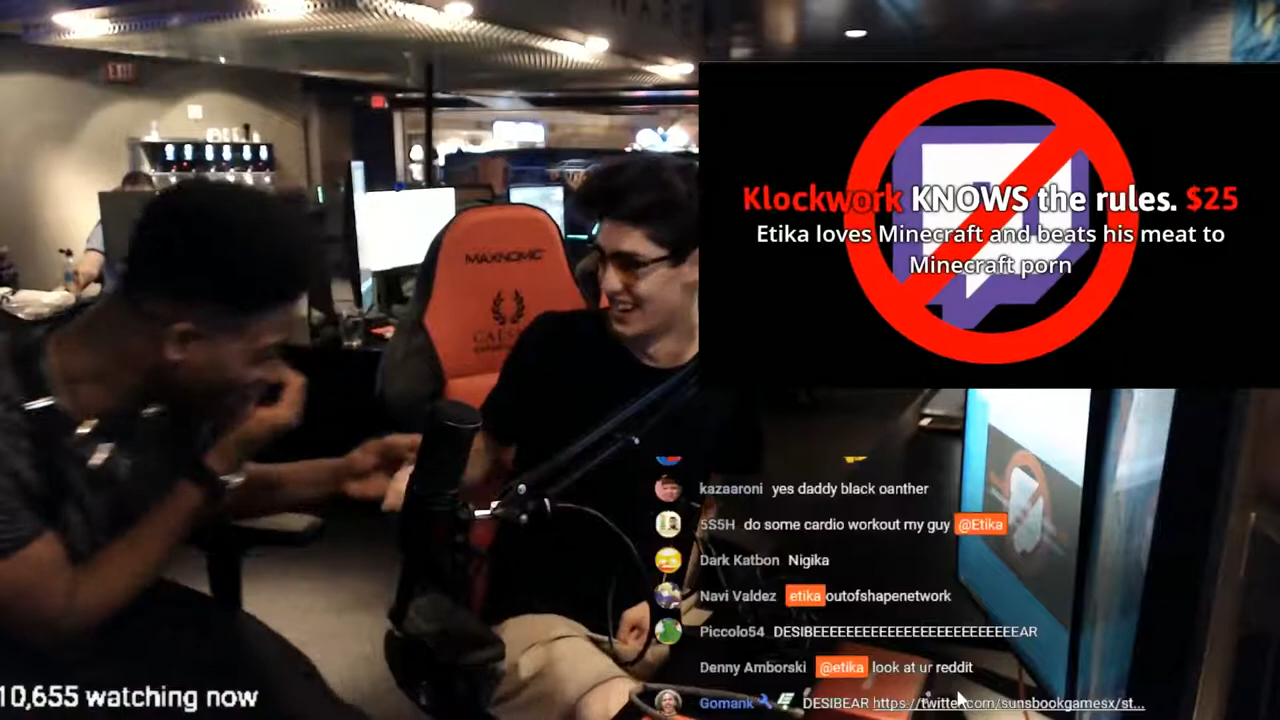 EXIT
MAXNOMIC
Klockwork KNOWS the rules. $25
Etika loves Minecraft and beats his meat to
Minecraft porn
kazaaroni yes daddy black oanther
5S5H do some cardio workout my guy @Etika
Dark Katbon Nigika
Navi Valdez etika outofshapenetwork
Piccolo54 DESIBEEEEEEEEEEEEEEEEEEEEEEEEEEAR
Denny Amborski @etika look at ur reddit
Gomank DESIBEAR https://twitter.com/sunsbookgamesx/st...
10,655 watching now